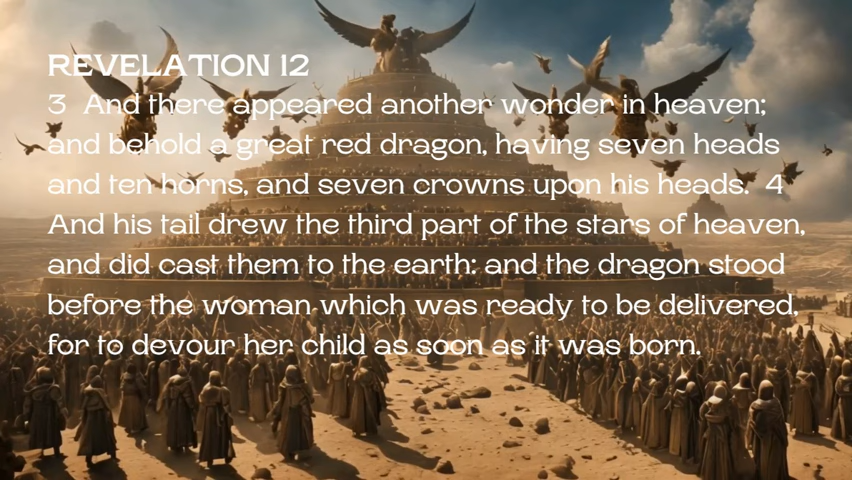 REVELATION 12
3 And there appeared another wonder in heaven;
and behold a great red dragon, having seven heads
and ten horns, and seven crowns upon his heads. 4
And his tail drew the third part of the stars of heaven,
and did cast them to the earth: and the dragon stood
before the woman which was ready to be delivered,
for to devour her child as soon as it was born.